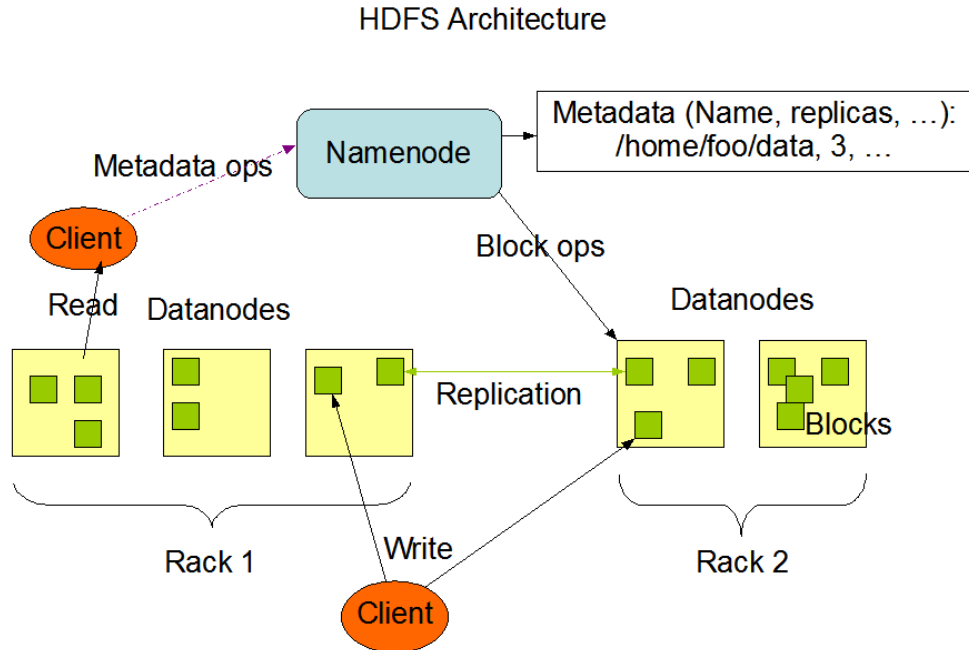 HDFS Architecture
Metadata (Name, replicas, …):
/home/foo/data, 3, …
Namenode
Metadata ops
Client
Block ops
Read
Datanodes
Datanodes
Replication
Blocks
Rack 1
Write
Rack 2
Client